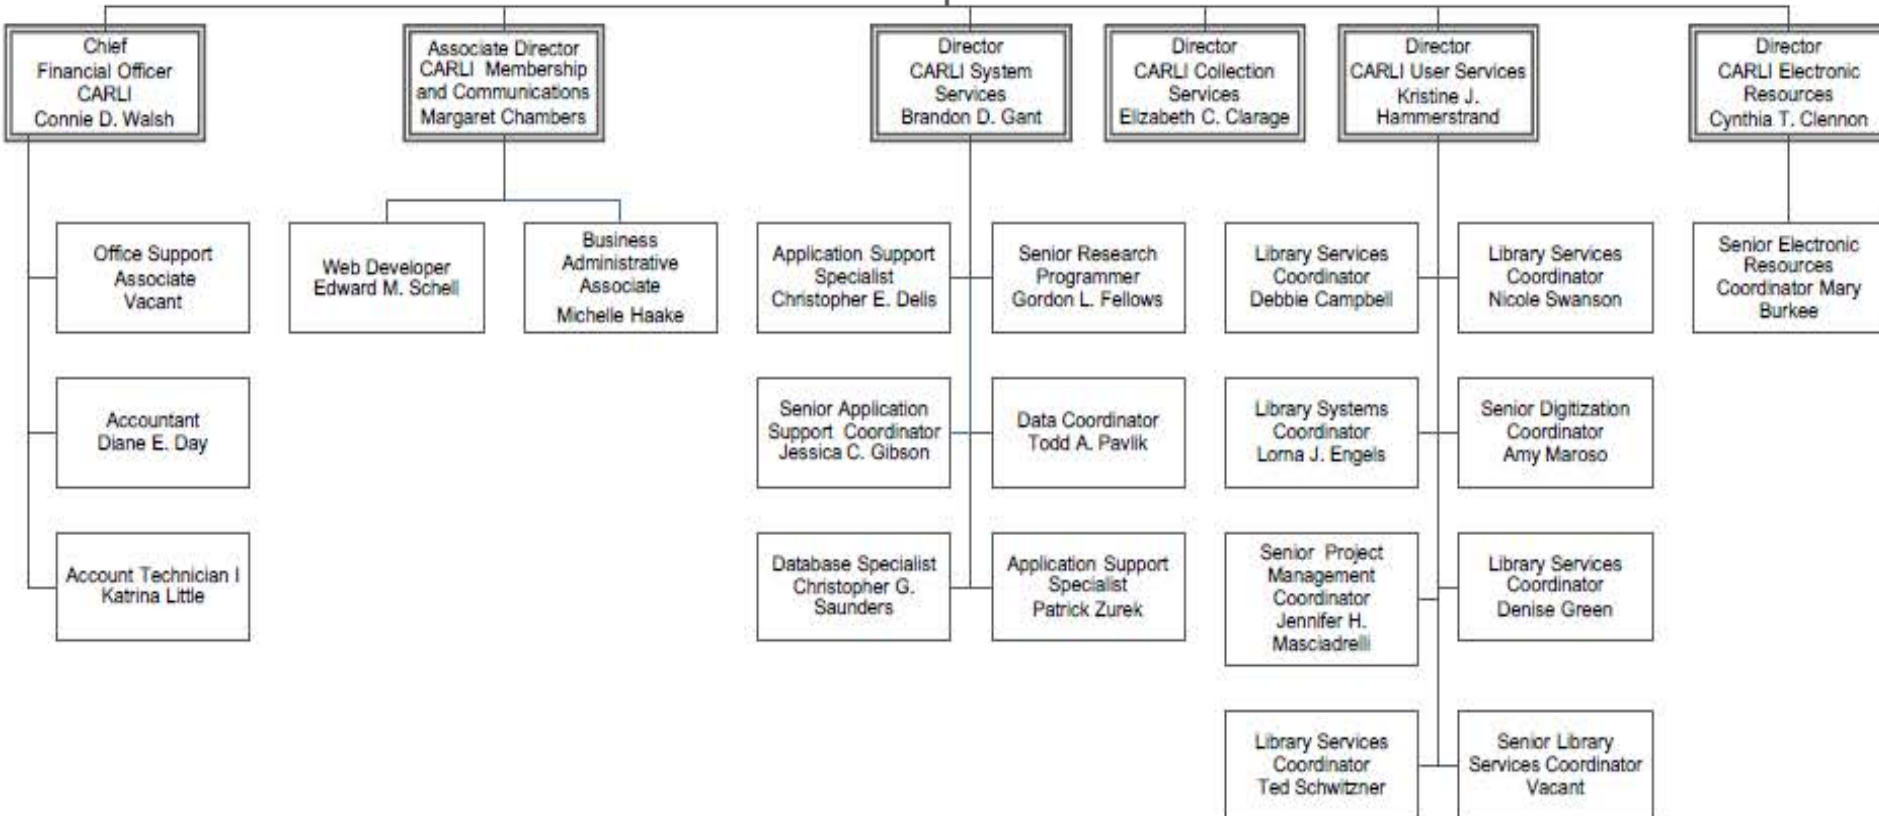 Chief
Financial Officer
CARLI
Connie D. Walsh
Associate Director
CARLI Membership
and Communications
Margaret Chambers
Director
CARLI System
Services
Brandon D. Gant
Director
CARLI Collection
Services
Elizabeth C. Clarage
Director
CARLI User Services
Kristine J.
Hammerstrand
Director
CARLI Electronic
Resources
Cynthia T. Clennon
Office Support
Associate
Vacant
Web Developer
Edward M. Schell
Business
Administrative
Associate
Michelle Haake
Application Support
Specialist
Christopher E. Delis
Senior Research
Programmer
Gordon L. Fellows
Library Services
Coordinator
Debbie Campbell
Library Services
Coordinator
Nicole Swanson
Senior Electronic
Resources
Coordinator Mary
Burkee
Accountant
Diane E. Day
Senior Application
Support Coordinator
Jessica C. Gibson
Data Coordinator
Todd A. Pavlik
Library Systems
Coordinator
Lorna J. Engels
Senior Digitization
Coordinator
Amy Maroso
Account Technician I
Katrina Little
Database Specialist
Christopher G.
Saunders
Application Support
Specialist
Patrick Zurek
Senior Project
Management
Coordinator
Jennifer H.
Masciadrelli
Library Services
Coordinator
Denise Green
Library Services
Coordinator
Ted Schwitzner
Senior Library
Services Coordinator
Vacant